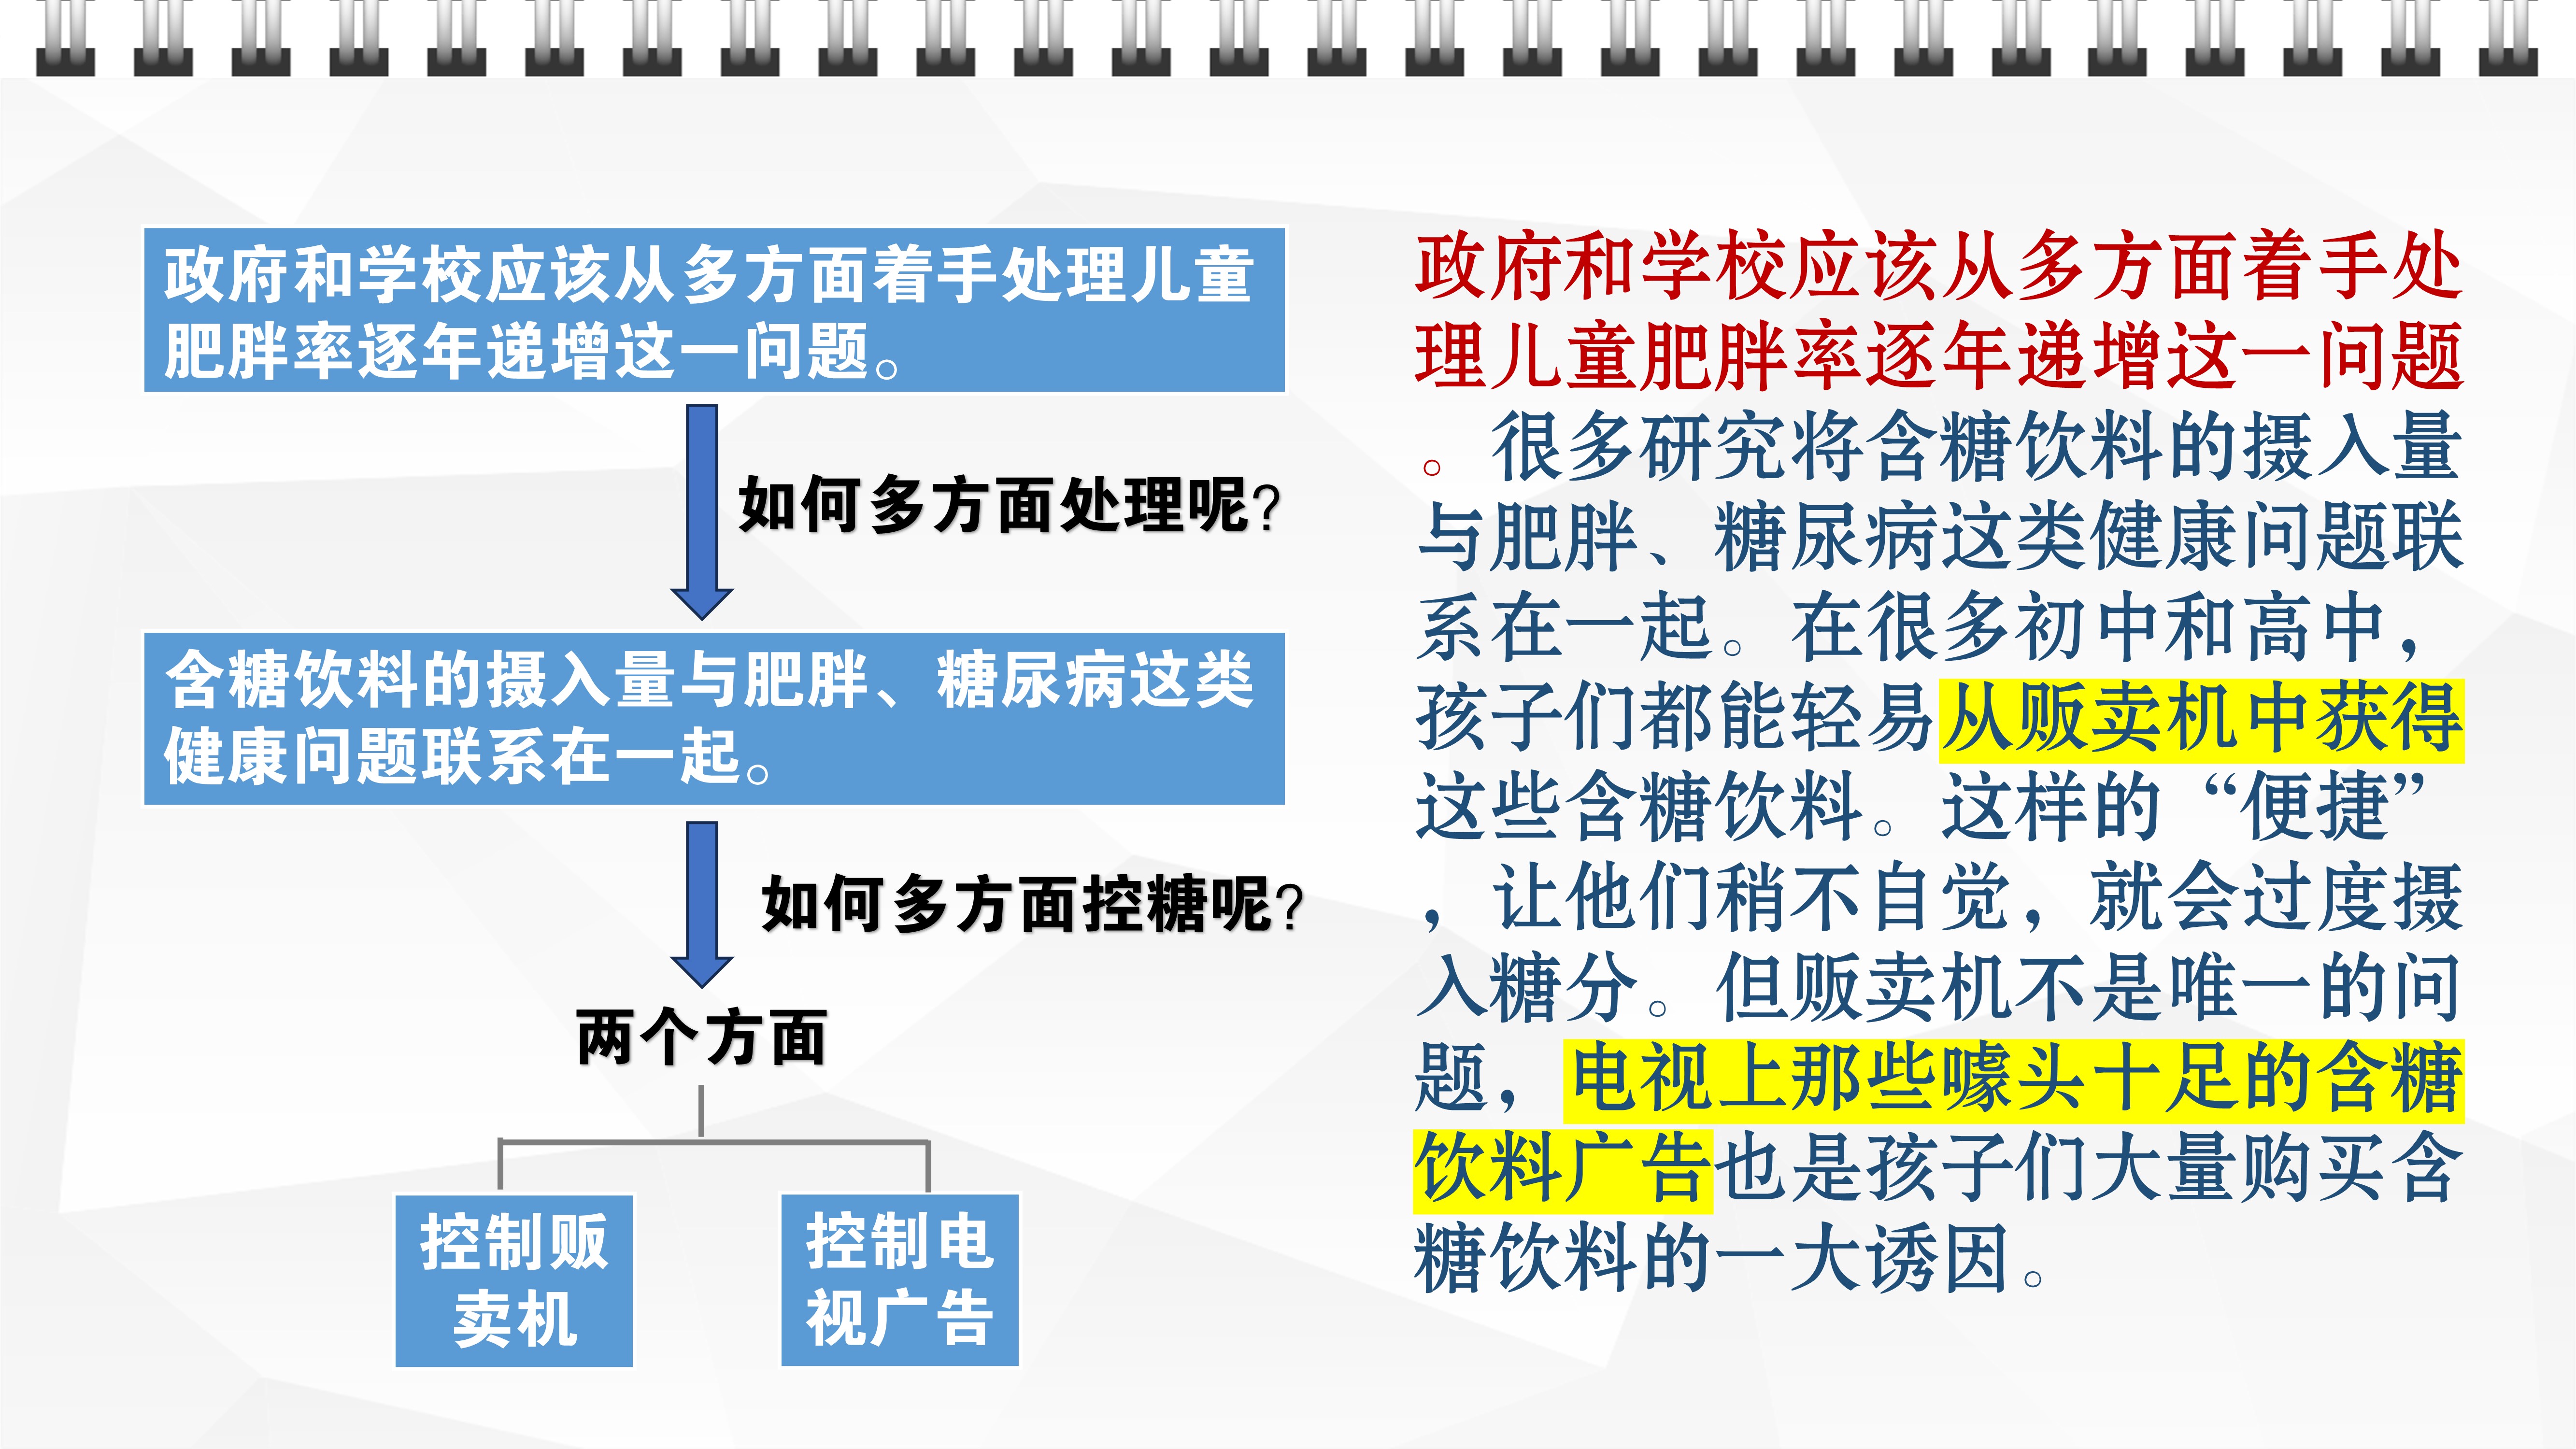 政府和学校应该从多方面着手处理儿童
肥胖率逐年递增这一问题。
如何多方面处理呢?
含糖饮料的摄入量与肥胖、糖尿病这类
健康问题联系在一起。
如何多方面控糖呢?
两个方面
控制贩
卖机
控制电
视广告
政府和学校应该从多方面着手处
理儿童肥胖率逐年递增这一问题
。很多研究将含糖饮料的摄入量
与肥胖、糖尿病这类健康问题联
系在一起。在很多初中和高中，
孩子们都能轻易从贩卖机中获得
这些含糖饮料。这样的“便捷”
，让他们稍不自觉，就会过度摄
入糖分。但贩卖机不是唯一的问
题，电视上那些噱头十足的含糖
饮料广告也是孩子们大量购买含
糖饮料的一大诱因。